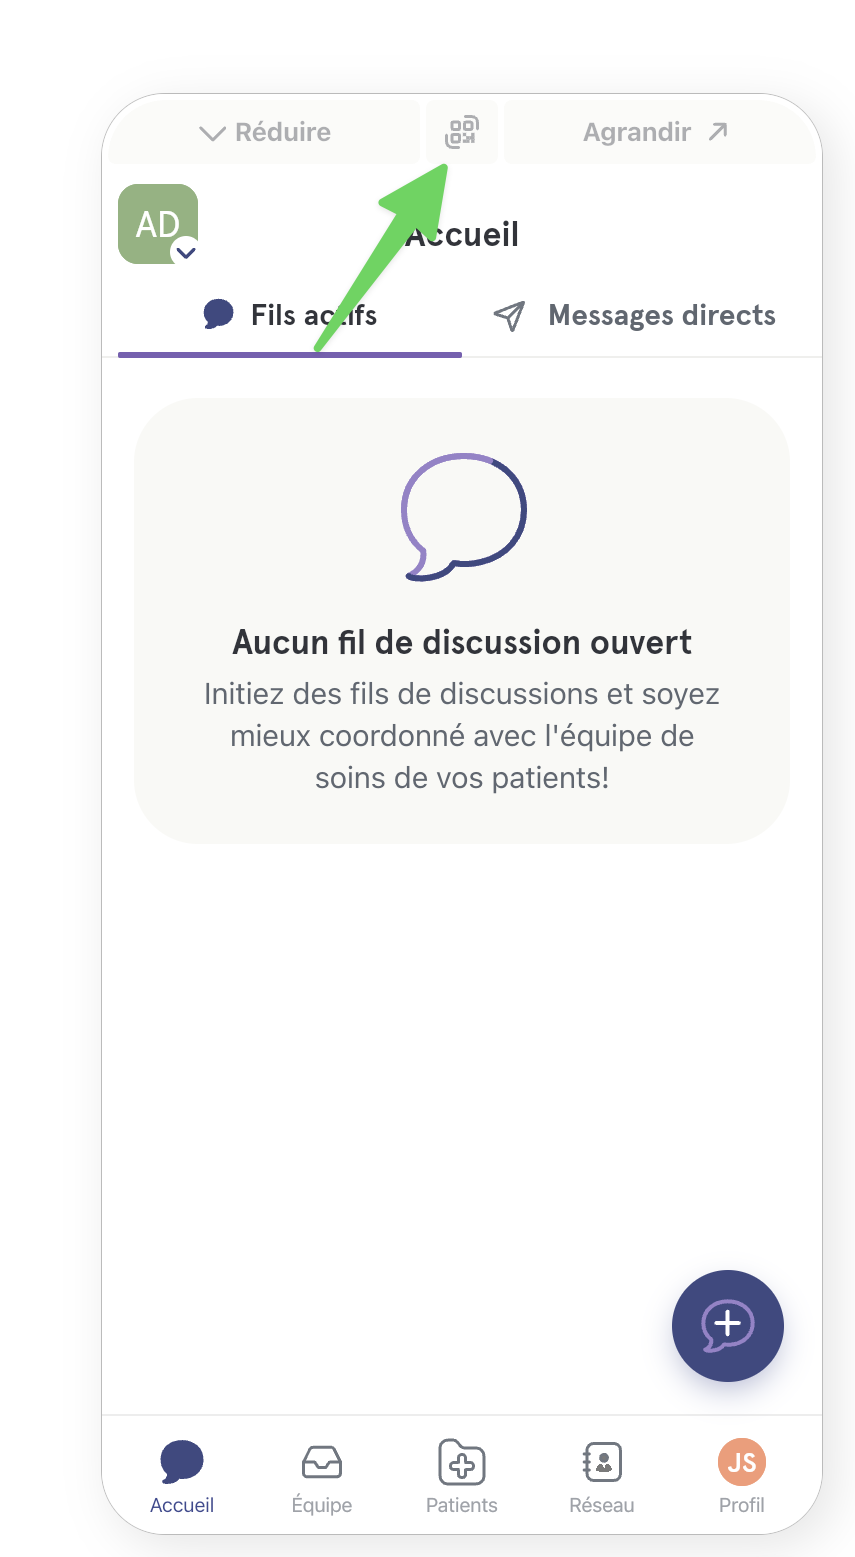 Réduire
Agrandir
AD
Accueil
Fils actifs
Messages directs
Aucun fil de discussion ouvert
Initiez des fils de discussions et soyez
mieux coordonné avec l'équipe de
soins de vos patients!
JS
Accueil
Équipe
Patients
Réseau
Profil